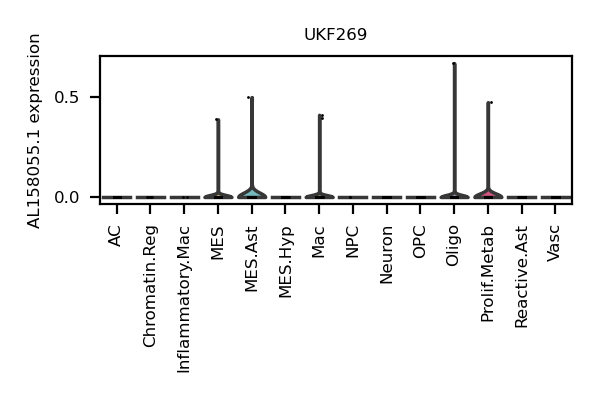 UKF269
AL158055.1 expression
0.5
0.0
AC
Chromatin.Reg
Inflammatory.Mac
MES
MES.Ast
MES.Hyp
Mac
NPC
Neuron
OPC
Oligo
Prolif.Metab
Reactive.Ast
Vasc